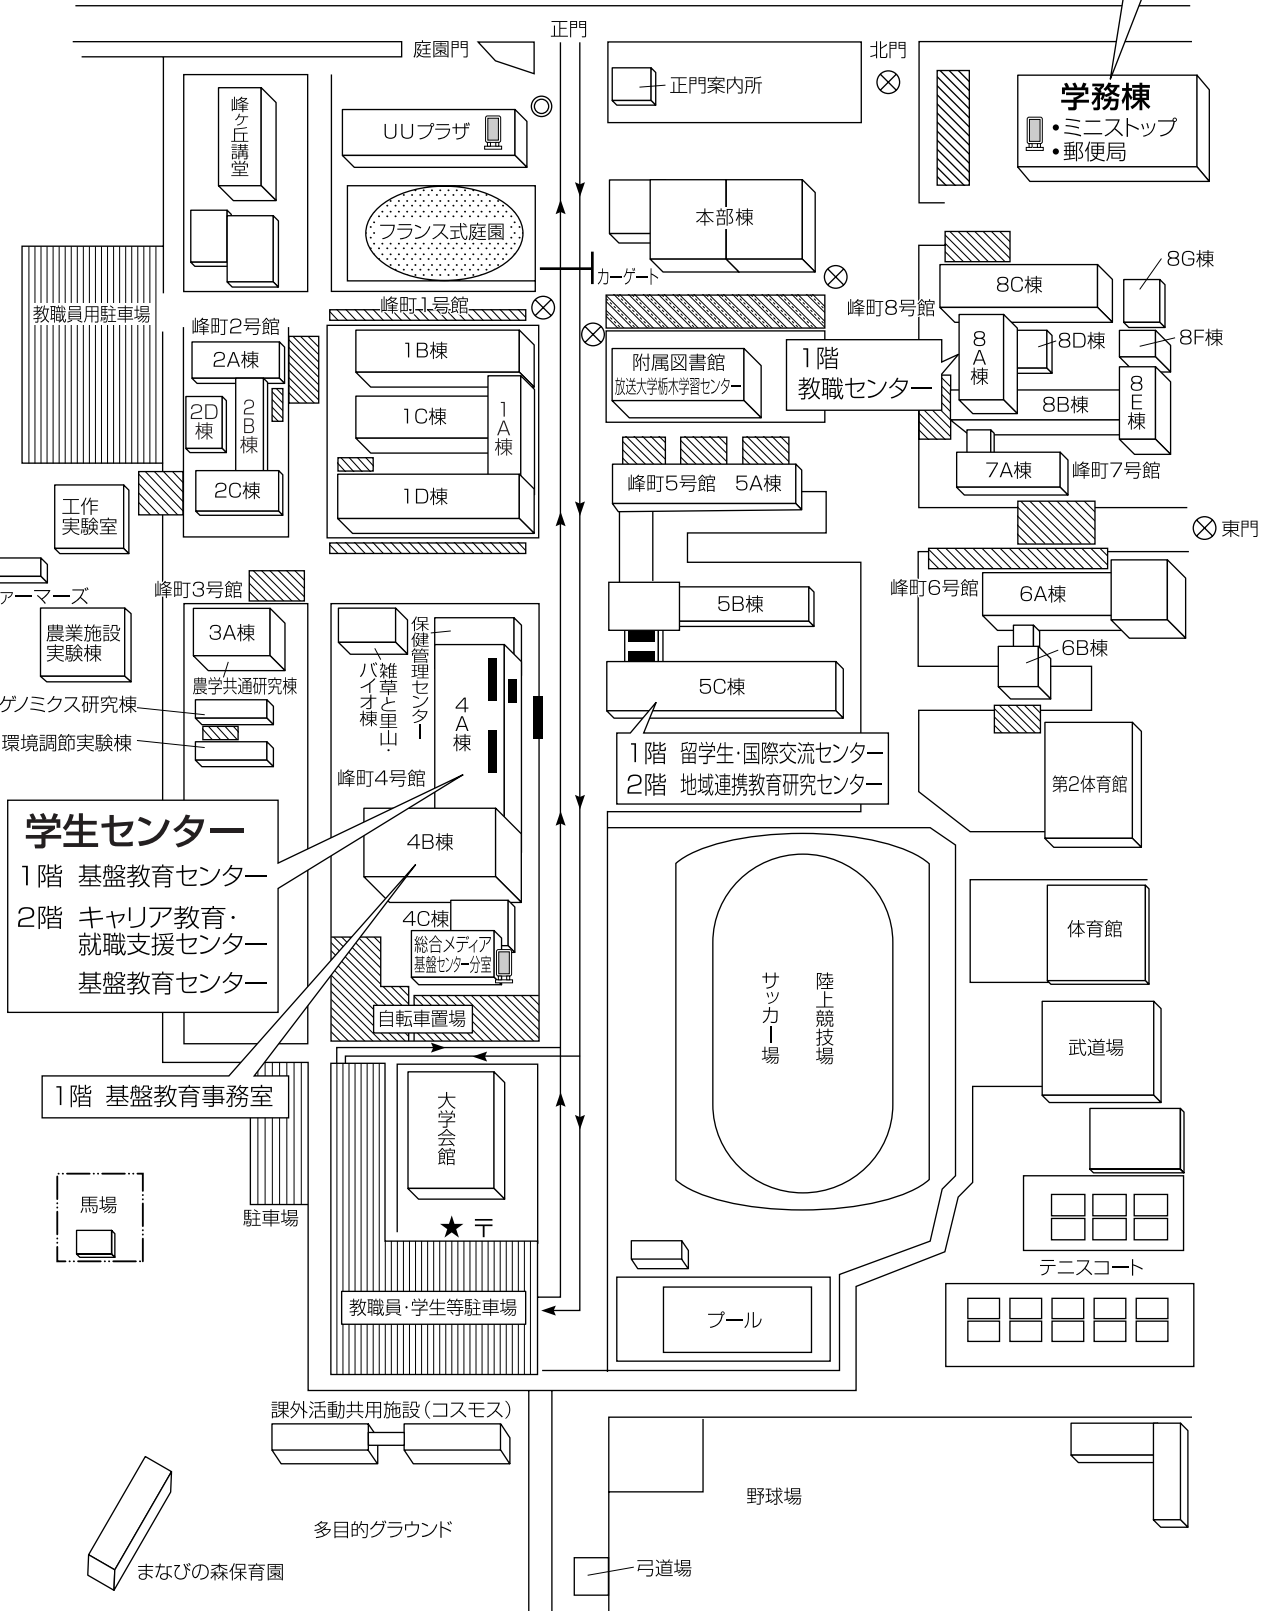 正門
庭園門
北門
正門案内所
学務棟
•ミニストップ
•郵便局
峰ヶ丘講堂
UUプラザ
フランス式庭園
本部棟
カーゲート
教職員用駐車場
峰町1号館
峰町2号館
2A棟
2B棟
2D棟
2C棟
1B棟
1C棟
1A棟
1D棟
附属図書館
放送大学栃木学習センター
1階
教職センター
峰町8号館
8C棟
8G棟
8A棟
8D棟
8F棟
8B棟
8E棟
7A棟
峰町7号館
峰町5号館
5A棟
工作
実験室
東門
ァーマーズ
峰町3号館
3A棟
農業施設
実験棟
農学共通研究棟
ゲノミクス研究棟
環境調節実験棟
保健管理センター
雑草と里山・
バイオ棟
4A棟
峰町4号館
5B棟
5C棟
1階 留学生・国際交流センター
2階 地域連携教育研究センター
峰町6号館
6A棟
6B棟
第2体育館
学生センター
1階 基盤教育センター
2階 キャリア教育・
就職支援センター
基盤教育センター
4B棟
4C棟
総合メディア
基盤センター分室
自転車置場
1階 基盤教育事務室
大学会館
陸上競技場
サッカー場
体育館
武道場
馬場
駐車場
★ 〒
教職員・学生等駐車場
プール
テニスコート
課外活動共用施設(コスモス)
多目的グラウンド
まなびの森保育園
野球場
弓道場